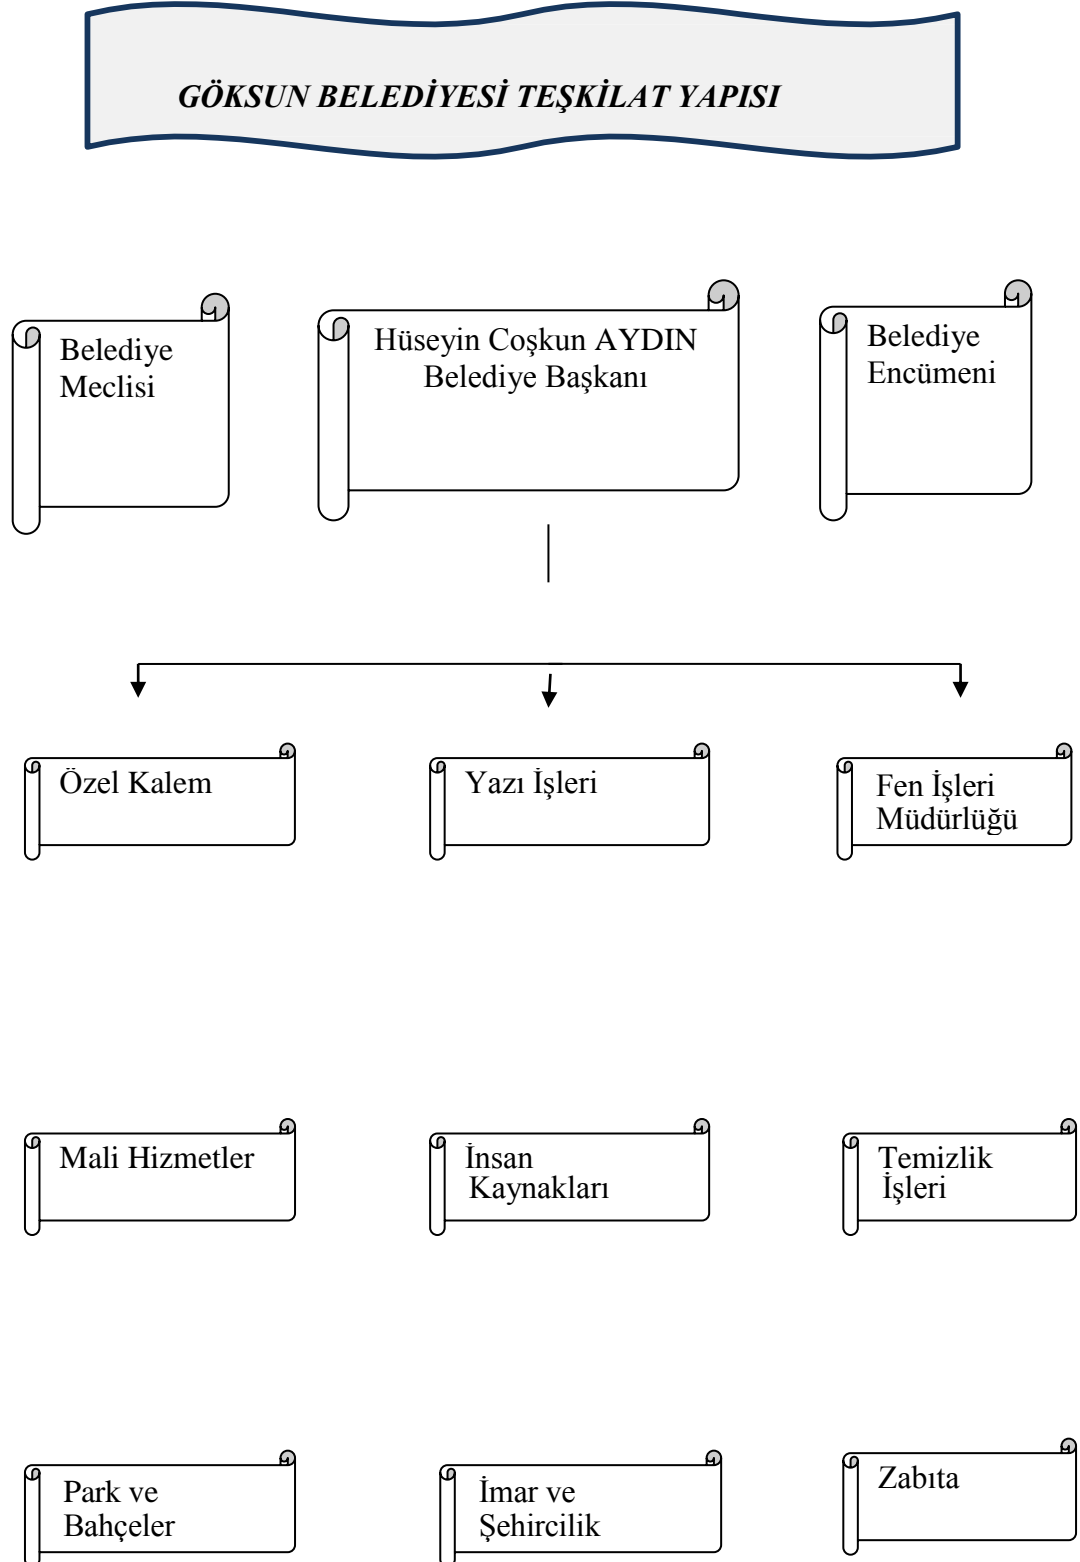 GÖKSUN BELEDİYESİ TEŞKİLAT YAPISI
Belediye
Meclisi
Hüseyin Coşkun AYDIN
Belediye Başkanı
Belediye
Encümeni
Özel Kalem
Yazı İşleri
Fen İşleri
Müdürlüğü
Mali Hizmetler
İnsan
Kaynakları
Temizlik
İşleri
Park ve
Bahçeler
İmar ve
Şehircilik
Zabıta